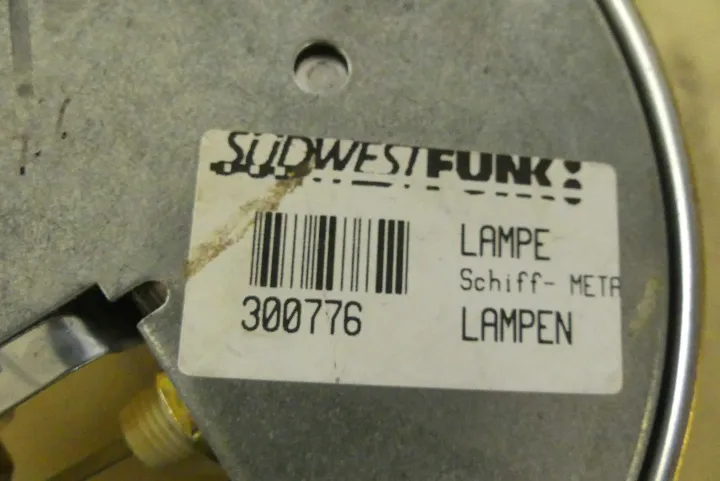 SÜDWESTFUNK
LAMPE
Schiff- META
300776
LAMPEN